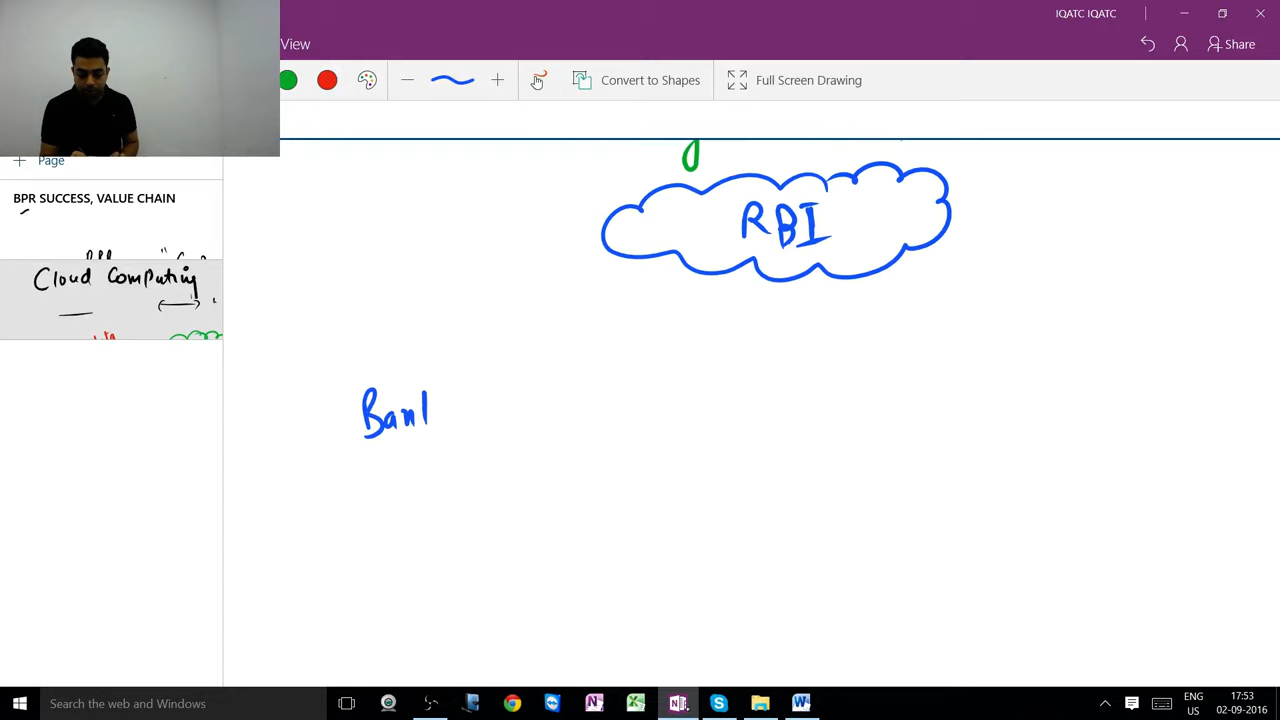 IQATC IQATC
View
Share
Convert to Shapes
Full Screen Drawing
Page
BPR SUCCESS, VALUE CHAIN
Cloud Computing
RBI
Ban
Search the web and Windows
ENG
US
17:53
02-09-2016